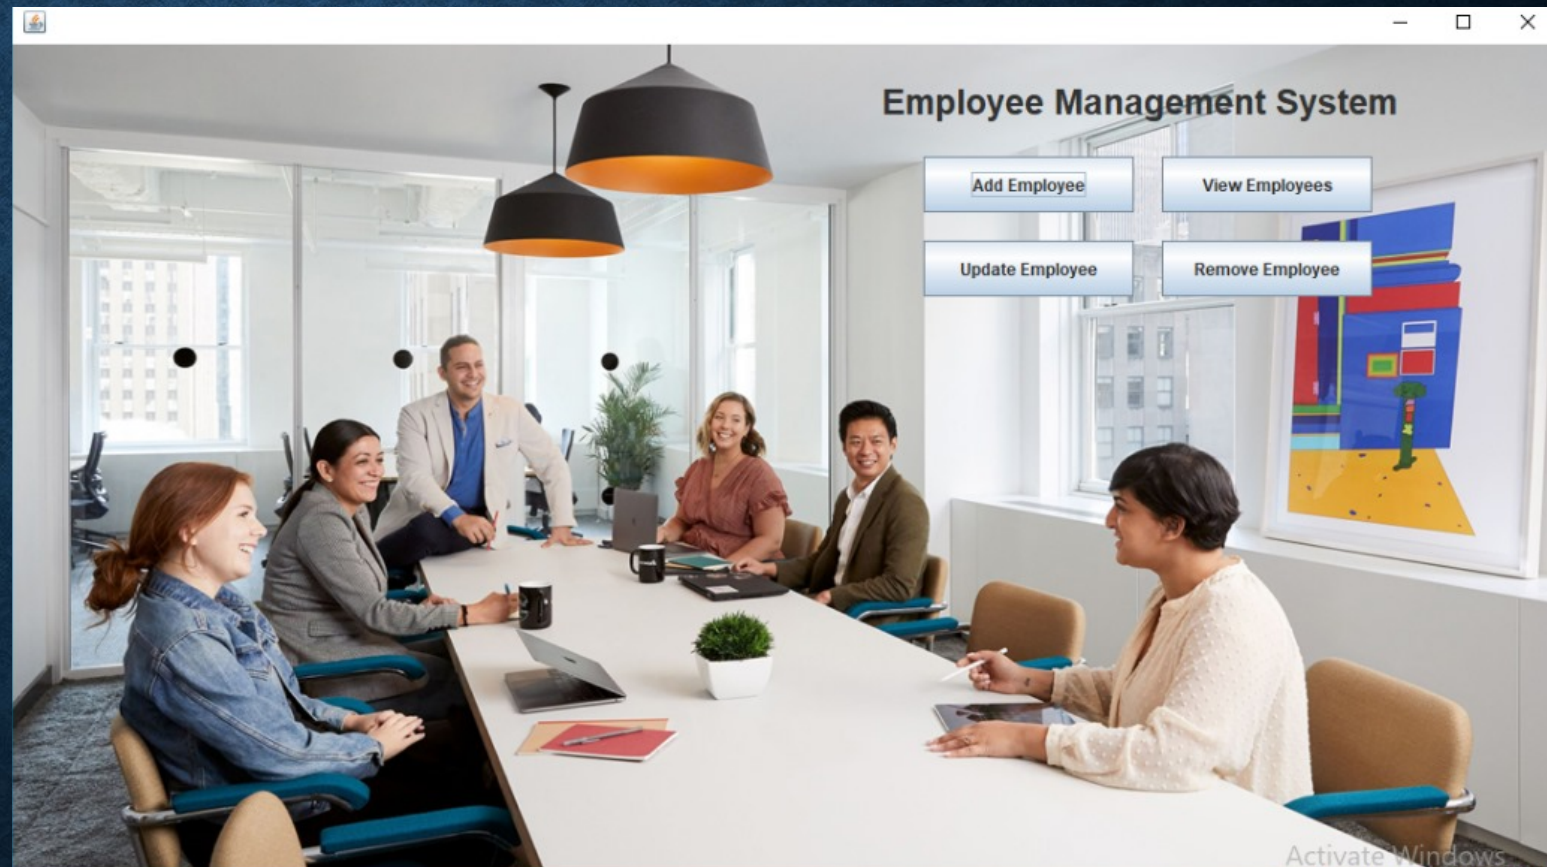 Employee Management System
Add Employee View Employees
Update Employee Remove Employee
Activate Windows